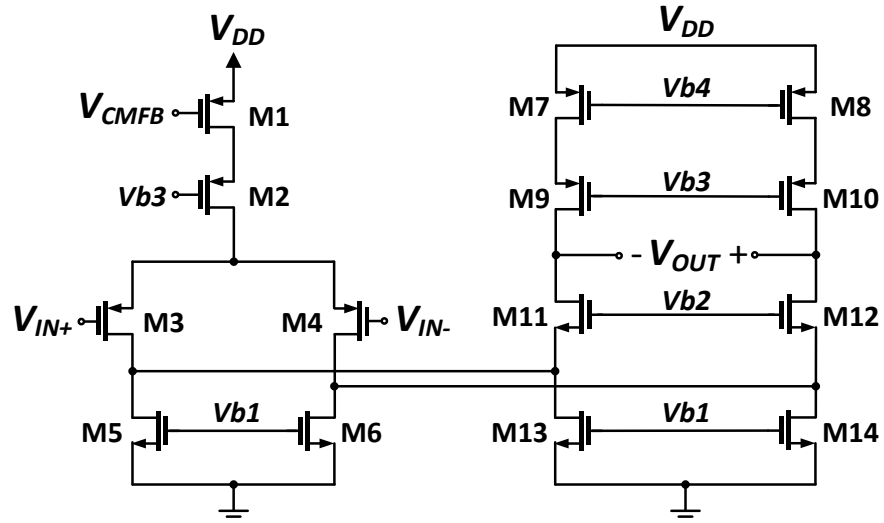 VDD
VDD
VCMFB
M1
M7
Vb4
M8
Vb3
M2
M9
Vb3
M10
- VOUT +
VIN+
M3
M4
VIN-
M11
Vb2
M12
M5
Vb1
M6
M13
Vb1
M14